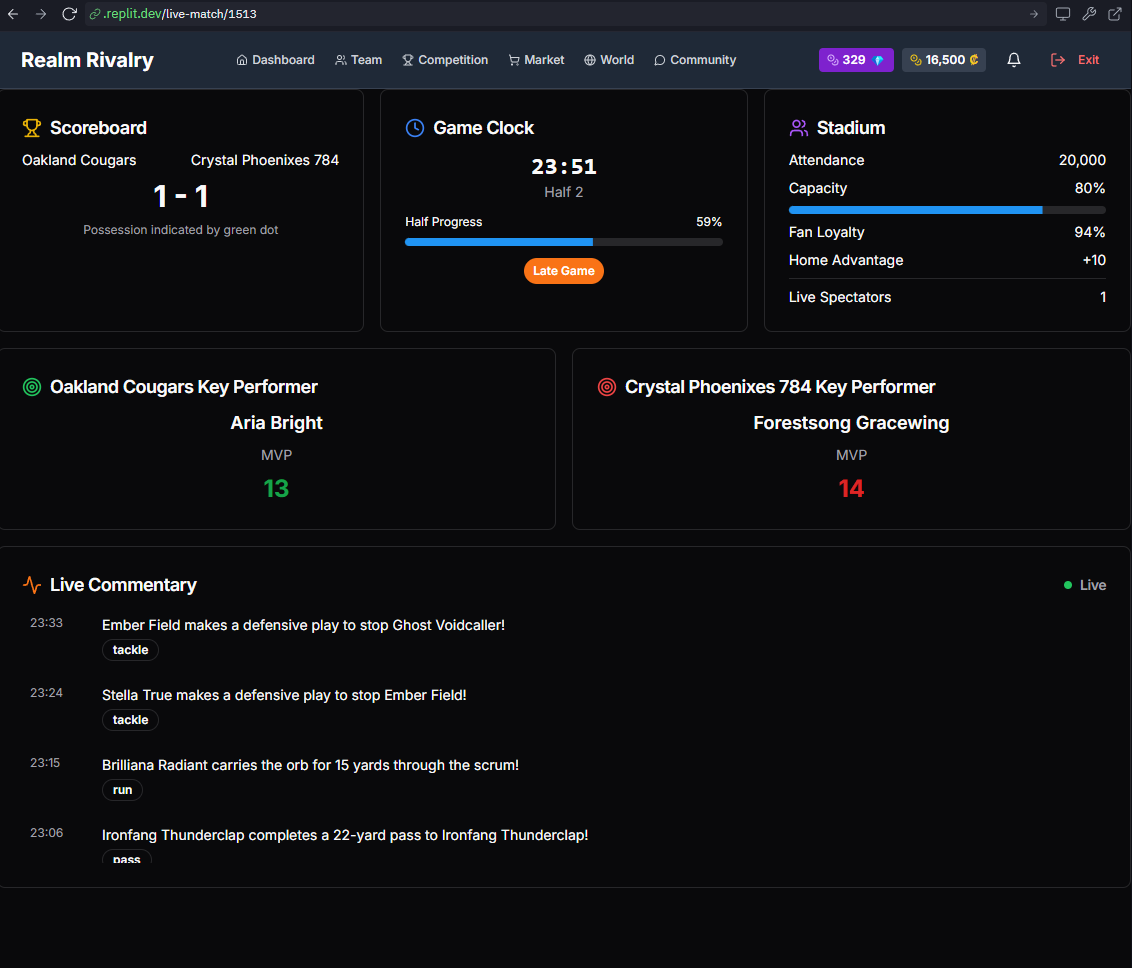 .replit.dev/live-match/1513
Realm Rivalry
Dashboard
Team
Competition
Market
World
Community
329
16,500 ₢
Exit
Scoreboard
Oakland Cougars
Crystal Phoenixes 784
1 - 1
Possession indicated by green dot
Game Clock
23:51
Half 2
Half Progress 59%
Late Game
Stadium
Attendance 20,000
Capacity 80%
Fan Loyalty 94%
Home Advantage +10
Live Spectators 1
Oakland Cougars Key Performer
Aria Bright
MVP
13
Crystal Phoenixes 784 Key Performer
Forestsong Gracewing
MVP
14
Live Commentary
Live
23:33 Ember Field makes a defensive play to stop Ghost Voidcaller!
tackle
23:24 Stella True makes a defensive play to stop Ember Field!
tackle
23:15 Brilliana Radiant carries the orb for 15 yards through the scrum!
run
23:06 Ironfang Thunderclap completes a 22-yard pass to Ironfang Thunderclap!
pass